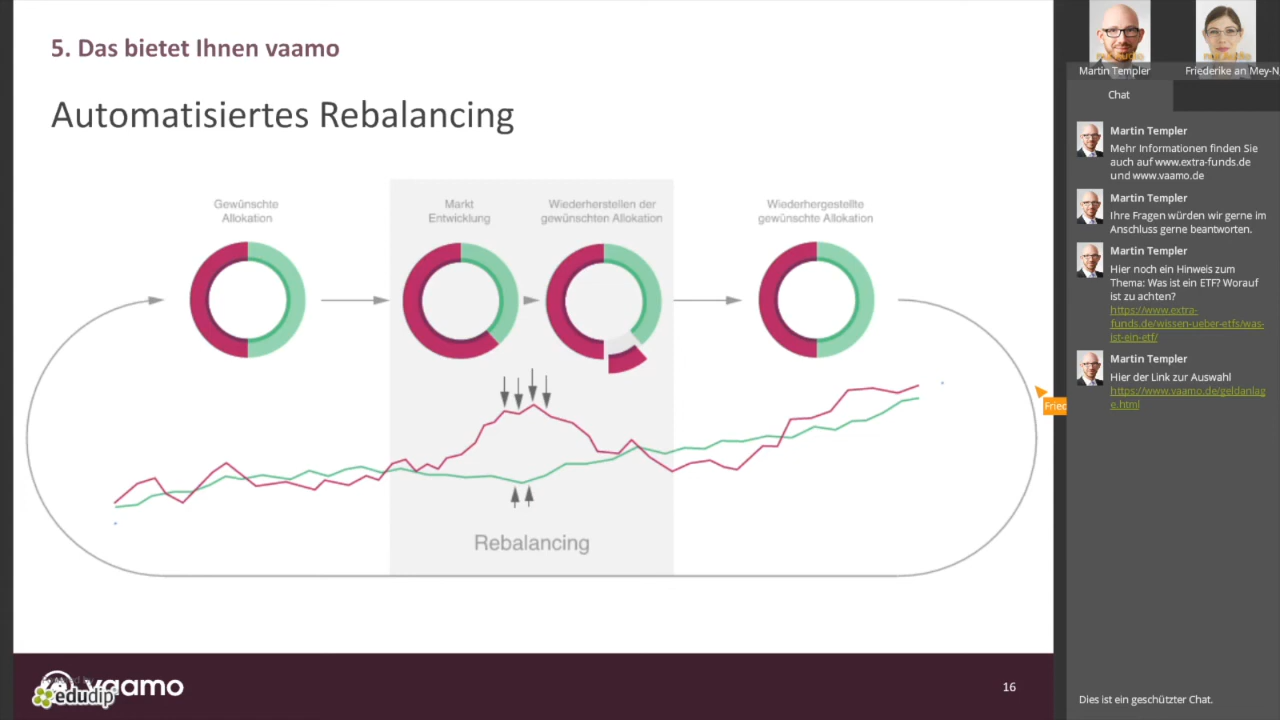 5. Das bietet Ihnen vaamo
Automatisiertes Rebalancing
Gewünschte
Allokation
Markt
Entwicklung
Wiederherstellen der
gewünschten Allokation
Wiederhergestellte
gewünschte Allokation
Rebalancing
vaamo
edudip
16
Martin Templer
Friederike an Mey-N
Chat
Martin Templer
Mehr Informationen finden Sie
auch auf www.extra-funds.de
und www.vaamo.de
Martin Templer
Ihre Fragen würden wir gerne im
Anschluss gerne beantworten.
Martin Templer
Hier noch ein Hinweis zum
Thema: Was ist ein ETF? Worauf
ist zu achten?
https://www.extra-
funds.de/wissen-ueber-etfs/was-
ist-ein-etf/
Martin Templer
Hier der Link zur Auswahl
https://www.vaamo.de/geldanlag
e.html
Fried
Dies ist ein geschützter Chat.